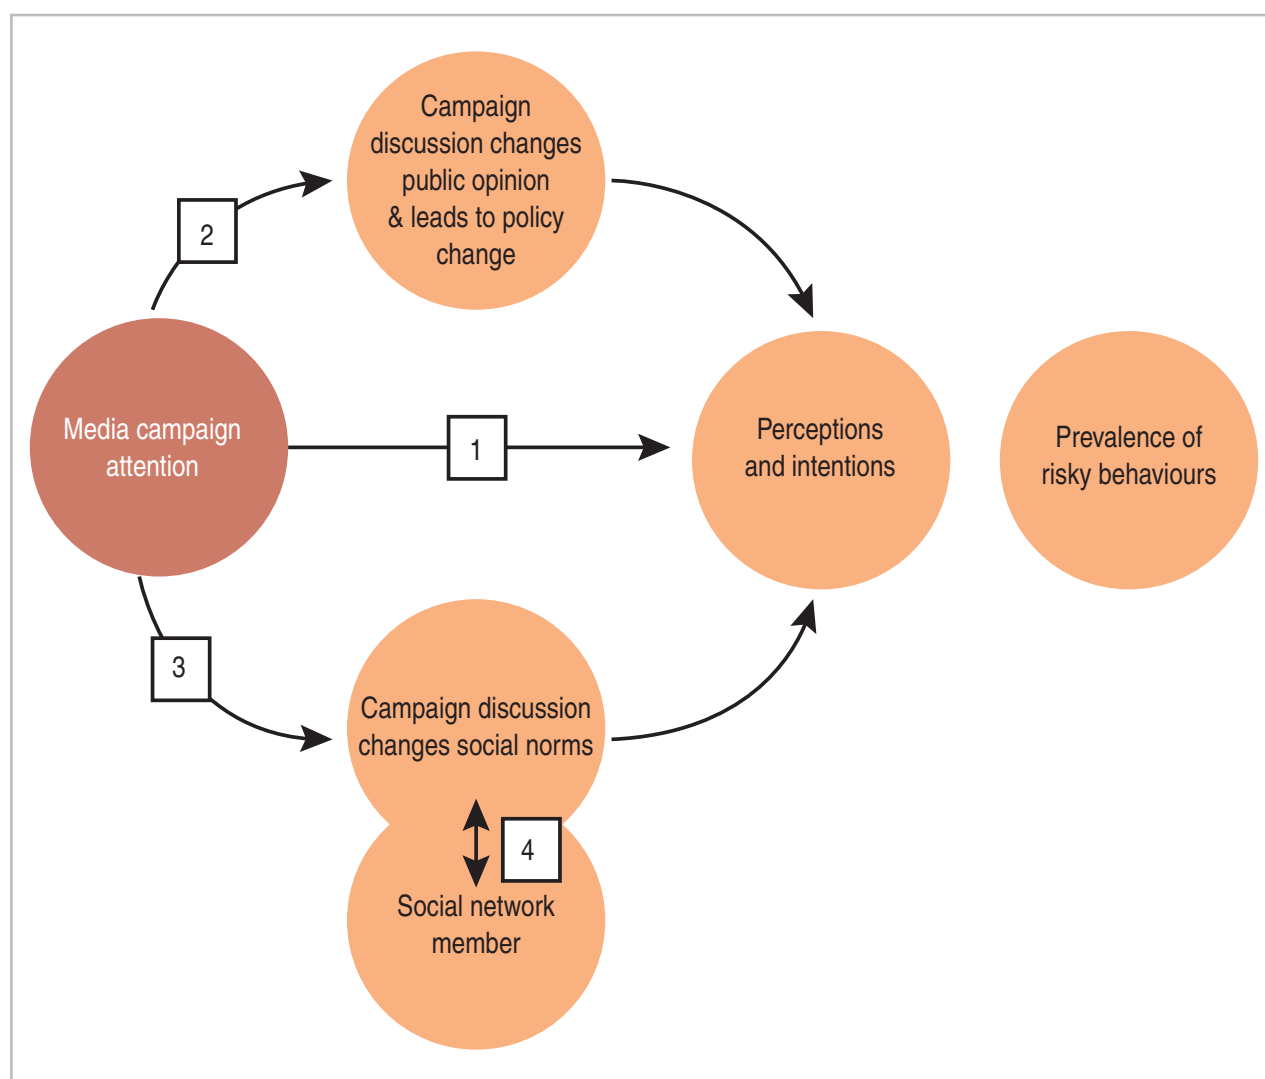 Campaign
discussion changes
public opinion
& leads to policy
change
2
Media campaign
attention
1
Perceptions
and intentions
Prevalence of
risky behaviours
3
Campaign discussion
changes social norms
4
Social network
member